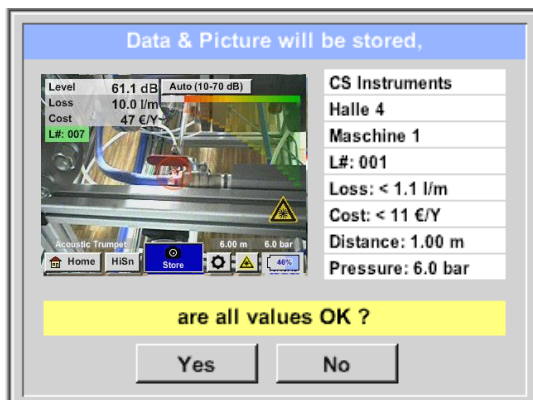 Data & Picture will be stored,
Level 61.1 dB Auto (10-70 dB)
Loss 10.0 l/m
Cost 47 €/Y
L#: 007
Acoustic Trumpet 6.00 m 6.0 bar
Home HiSn Store 46%
CS Instruments
Halle 4
Maschine 1
L#: 001
Loss: < 1.1 l/m
Cost: < 11 €/Y
Distance: 1.00 m
Pressure: 6.0 bar
are all values OK ?
Yes No